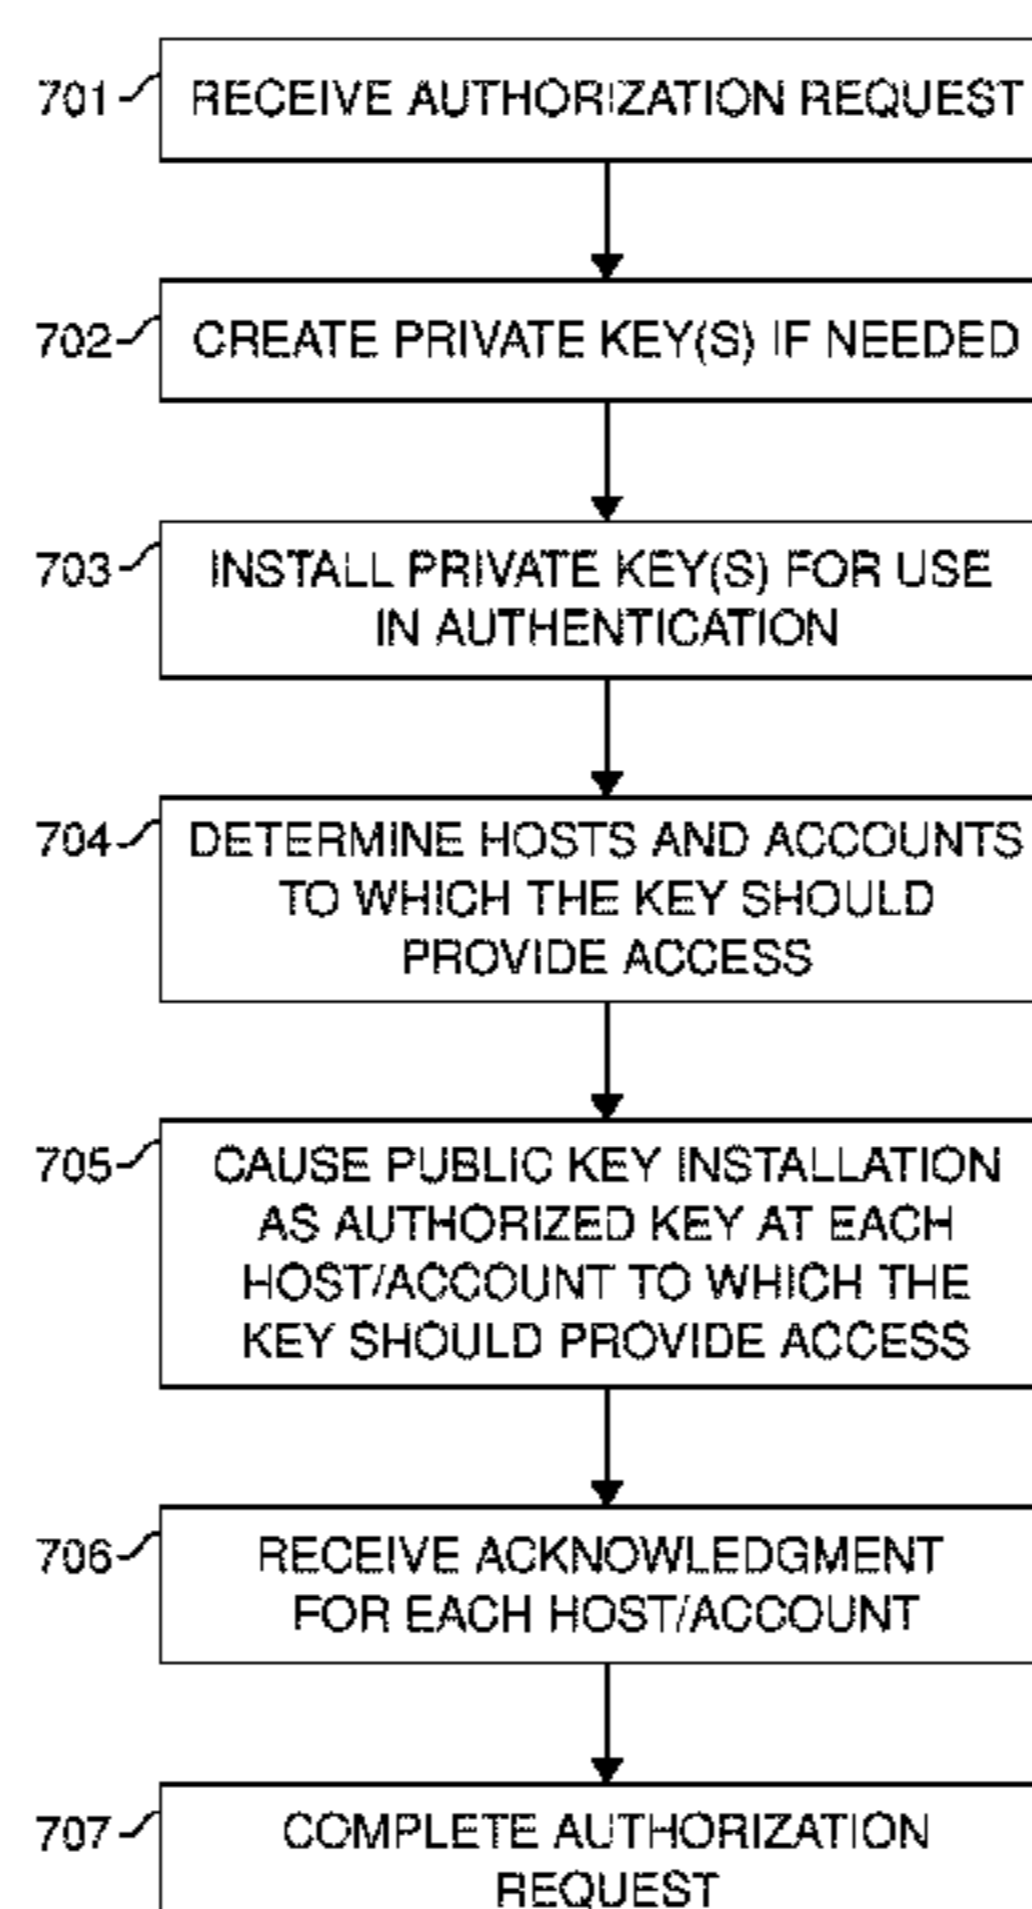 701 RECEIVE AUTHORIZATION REQUEST
702 CREATE PRIVATE KEY(S) IF NEEDED
703 INSTALL PRIVATE KEY(S) FOR USE
IN AUTHENTICATION
704 DETERMINE HOSTS AND ACCOUNTS
TO WHICH THE KEY SHOULD
PROVIDE ACCESS
705 CAUSE PUBLIC KEY INSTALLATION
AS AUTHORIZED KEY AT EACH
HOST/ACCOUNT TO WHICH THE
KEY SHOULD PROVIDE ACCESS
706 RECEIVE ACKNOWLEDGMENT
FOR EACH HOST/ACCOUNT
707 COMPLETE AUTHORIZATION
REQUEST